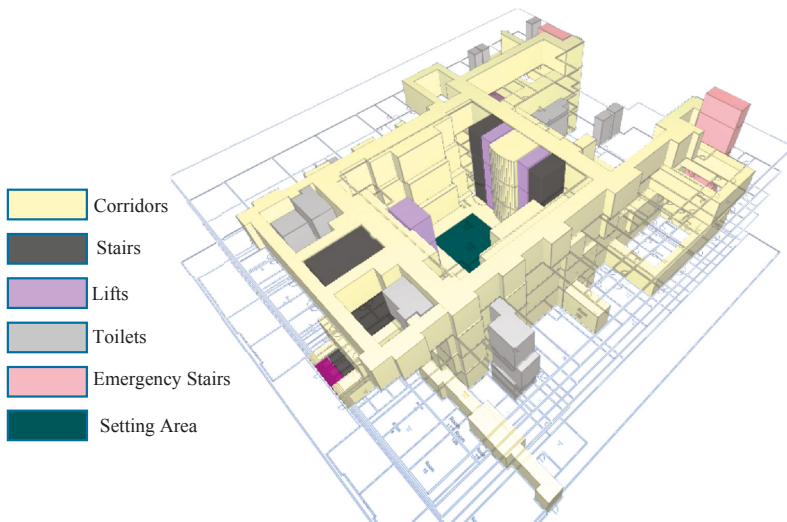 Corridors
Stairs
Lifts
Toilets
Emergency Stairs
Setting Area